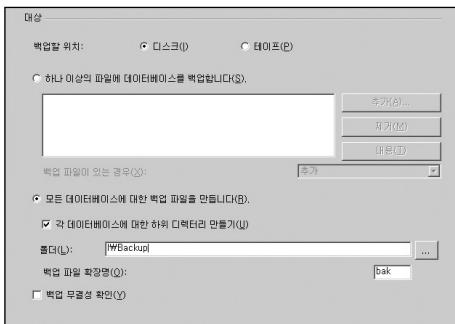 대상
백업할 위치: 디스크(I) 테이프(P)
하나 이상의 파일에 데이터베이스를 백업합니다(S).
추가(A)...
제거(M)
내용(T)
백업 파일이 있는 경우(X): 추가
모든 데이터베이스에 대한 백업 파일을 만듭니다(R).
각 데이터베이스에 대한 하위 디렉터리 만들기(U)
폴더(L): I₩Backup ...
백업 파일 확장명(O): bak
백업 무결성 확인(Y)